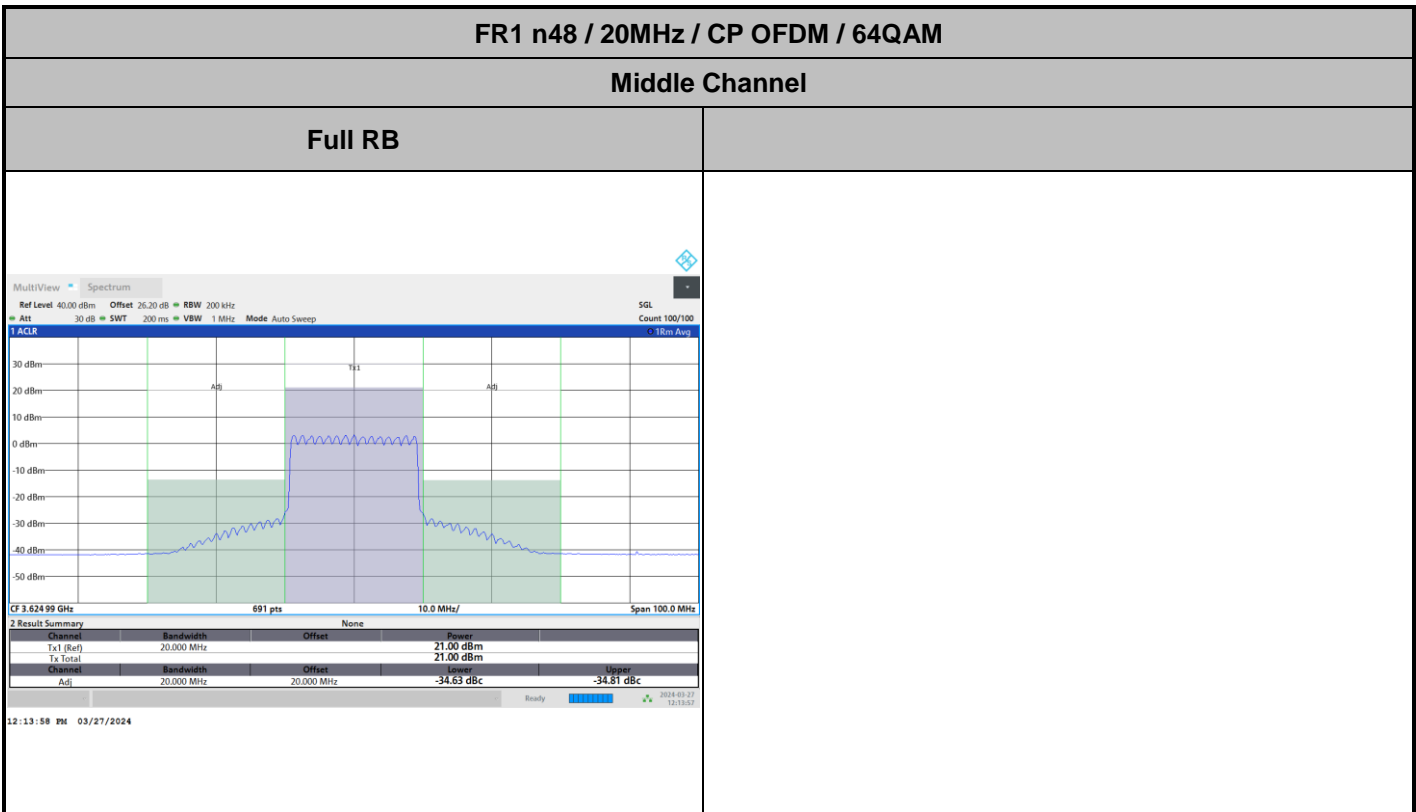 FR1 n48 / 20MHz / CP OFDM / 64QAM
Middle Channel
Full RB
MultiView Spectrum
Ref Level 40.00 dBm Offset 26.20 dB RBW 200 kHz SGL
Att 30 dB SWT 200 ms VBW 1 MHz Mode Auto Sweep Count 100/100
1 ACLR 1Rm Avg
30 dBm
Tx1
Adj Adj
20 dBm
10 dBm
0 dBm
-10 dBm
-20 dBm
-30 dBm
-40 dBm
-50 dBm
CF 3.624 99 GHz 691 pts 10.0 MHz/ Span 100.0 MHz
2 Result Summary None
Channel Bandwidth Offset Power
Tx1 (Ref) 20.000 MHz 21.00 dBm
Tx Total 21.00 dBm
Channel Bandwidth Offset Lower Upper
Adj 20.000 MHz 20.000 MHz -34.63 dBc -34.81 dBc
Ready 2024-03-27
12:13:57
12:13:58 PM 03/27/2024